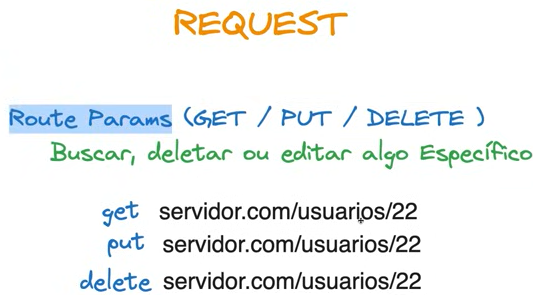 REQUEST
Route Params (GET / PUT / DELETE )
Buscar, deletar ou editar algo Específico
get servidor.com/usuarios/22
put servidor.com/usuarios/22
delete servidor.com/usuarios/22